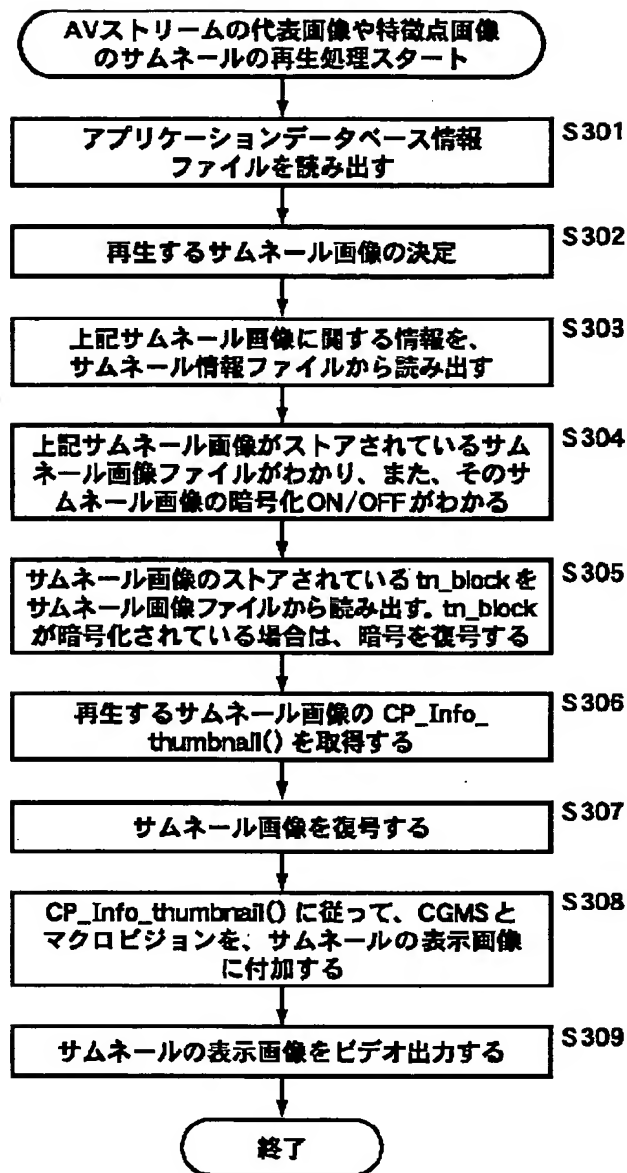 AVストリームの代表画像や特徴点画像
のサムネールの再生処理スタート
アプリケーションデータベース情報
ファイルを読み出す
S301
再生するサムネール画像の決定
S302
上記サムネール画像に関する情報を、
サムネール情報ファイルから読み出す
S303
上記サムネール画像がストアされているサム
ネール画像ファイルがわかり、また、そのサ
ムネール画像の暗号化ON/OFFがわかる
S304
サムネール画像のストアされているtn_blockを
サムネール画像ファイルから読み出す。tn_block
が暗号化されている場合は、暗号を復号する
S305
再生するサムネール画像の CP_Info_
thumbnail() を取得する
S306
サムネール画像を復号する
S307
CP_Info_thumbnail() に従って、CGMSと
マクロビジョンを、サムネールの表示画像
に付加する
S308
サムネールの表示画像をビデオ出力する
S309
終了